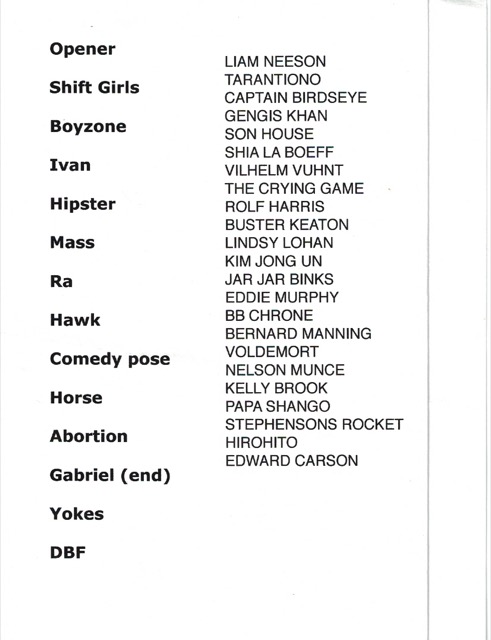 Opener
Shift Girls
Boyzone
Ivan
Hipster
Mass
Ra
Hawk
Comedy pose
Horse
Abortion
Gabriel (end)
Yokes
DBF
LIAM NEESON
TARANTIONO
CAPTAIN BIRDSEYE
GENGIS KHAN
SON HOUSE
SHIA LA BOEFF
VILHELM VUHNT
THE CRYING GAME
ROLF HARRIS
BUSTER KEATON
LINDSY LOHAN
KIM JONG UN
JAR JAR BINKS
EDDIE MURPHY
BB CHRONE
BERNARD MANNING
VOLDEMORT
NELSON MUNCE
KELLY BROOK
PAPA SHANGO
STEPHENSONS ROCKET
HIROHITO
EDWARD CARSON